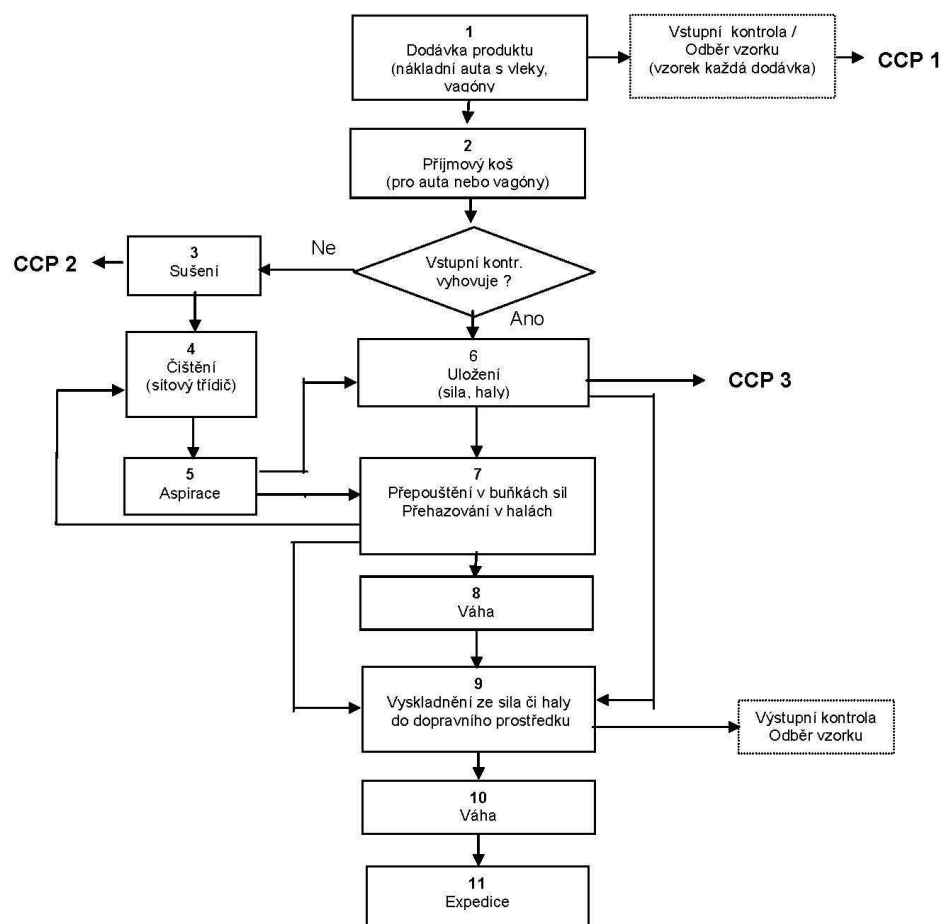 1
Dodávka produktu
(nákladní auta s vleky,
vagóny
Vstupní kontrola /
Odběr vzorku
(vzorek každá dodávka)
CCP 1
2
Příjmový koš
(pro auta nebo vagóny)
Ne
CCP 2
3
Sušení
Vstupní kontr.
vyhovuje ?
Ano
4
Čištění
(sítový třídič)
6
Uložení
(sila, haly)
CCP 3
5
Aspirace
7
Přepouštění v buňkách sil
Přehazování v halách
8
Váha
9
Vyskladnění ze sila či haly
do dopravního prostředku
Výstupní kontrola
Odběr vzorku
10
Váha
11
Expedice